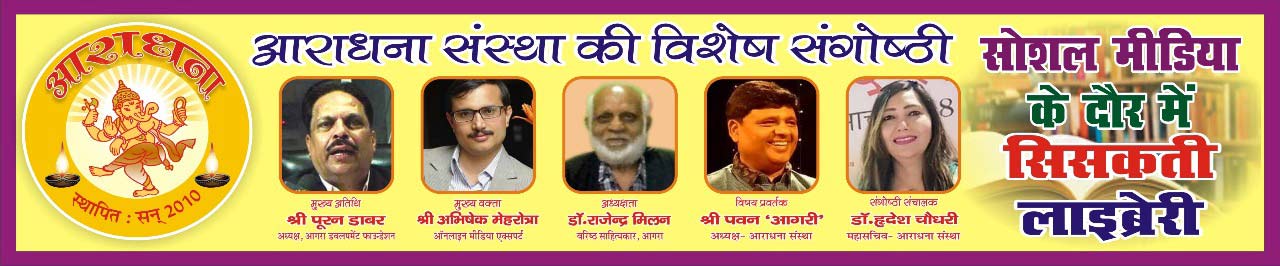 आराधना
स्थापित : सन् 2010
आराधना संस्था की विशेष संगोष्ठी
मुख्य अतिथि
श्री पूरन डाबर
अध्यक्ष, आगरा डवलपमेंट फाउन्डेशन
मुख्य वक्ता
श्री अभिषेक मेहरोत्रा
ऑनलाइन मीडिया एक्सपर्ट
अध्यक्षता
डॉ.राजेन्द्र मिलन
वरिष्ठ साहित्यकार, आगरा
विषय प्रवर्तक
श्री पवन ‘आगरी’
अध्यक्ष- आराधना संस्था
संगोष्ठी संचालक
डॉ.हृदेश चौधरी
महासचिव- आराधना संस्था
सोशल मीडिया
के दौर में
सिसकती
लाइब्रेरी